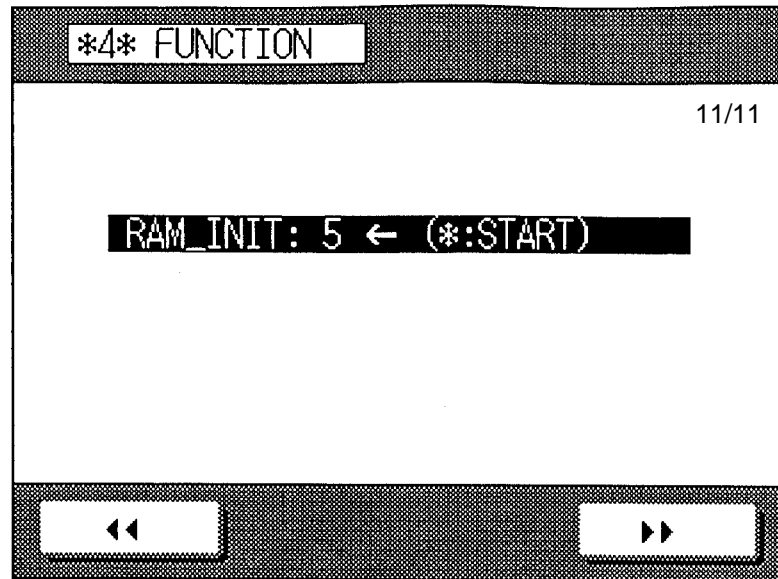 *4* FUNCTION
11/11
RAM_INIT: 5 ← (*:START)